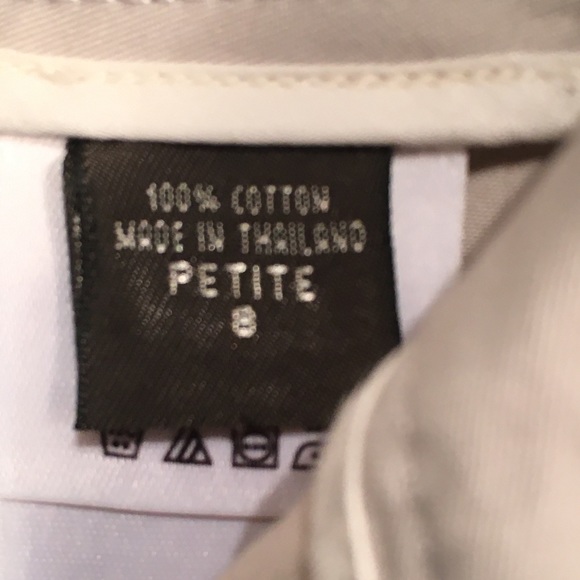 100% COTTON
MADE IN THAILAND
PETITE
8